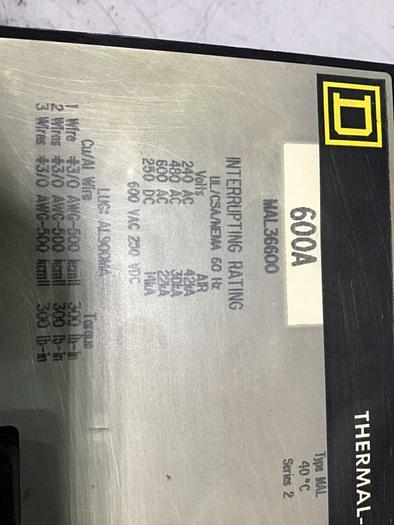 D
THERMAL-
600A
MAL36600
Type MAL
40°C
Series 2
INTERRUPTING RATING
UL/CSA/NEMA 60 Hz
Volts AIR
240 AC 42kA
480 AC 30kA
600 AC 22kA
250 DC 14kA
600 VAC 250 VDC
LUG: AL900MA
Cu/Al Wire Torque
1 Wire #3/0 AWG-500 kcmil 300 lb-in
2 Wires #3/0 AWG-500 kcmil 300 lb-in
3 Wires #3/0 AWG-500 kcmil 300 lb-in